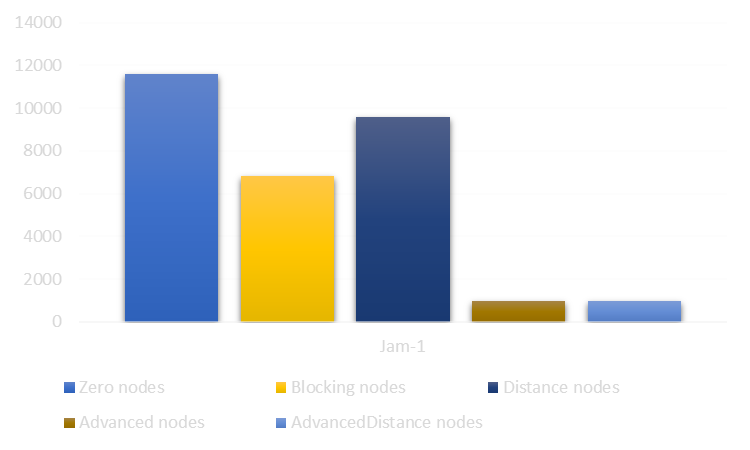 14000
12000
10000
8000
6000
4000
2000
0
Jam-1
Zero nodes Blocking nodes Distance nodes
Advanced nodes AdvancedDistance nodes